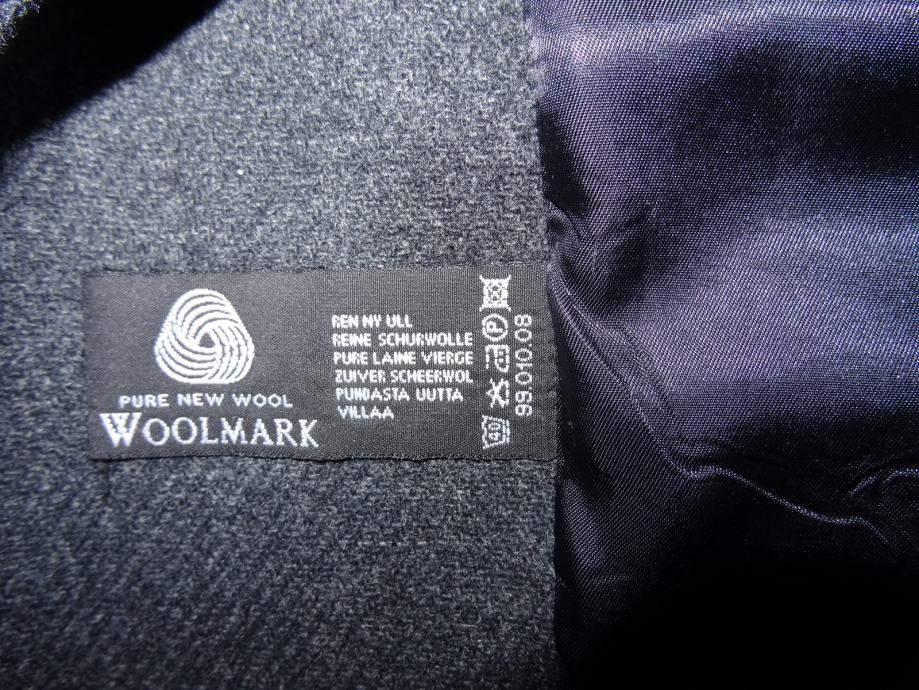 PURE NEW WOOL
WOOLMARK
REN NY ULL
REINE SCHURWOLLE
PURE LAINE VIERGE
ZUIVER SCHEERWOL
PUHDASTA UUTTA
VILLAA
P
40
99.010.08